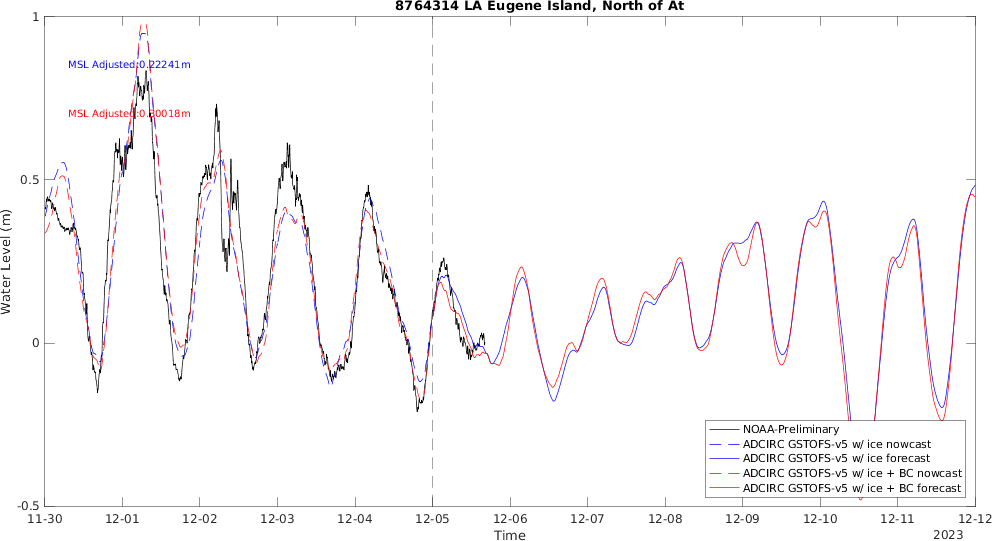 8764314 LA Eugene Island, North of At
MSL Adjusted:0.22241m
MSL Adjusted:0.30018m
Water Level (m)
1
0.5
0
-0.5
11-30 12-01 12-02 12-03 12-04 12-05 12-06 12-07 12-08 12-09 12-10 12-11 12-12
Time
2023
NOAA-Preliminary
ADCIRC GSTOFS-v5 w/ ice nowcast
ADCIRC GSTOFS-v5 w/ ice forecast
ADCIRC GSTOFS-v5 w/ ice + BC nowcast
ADCIRC GSTOFS-v5 w/ ice + BC forecast